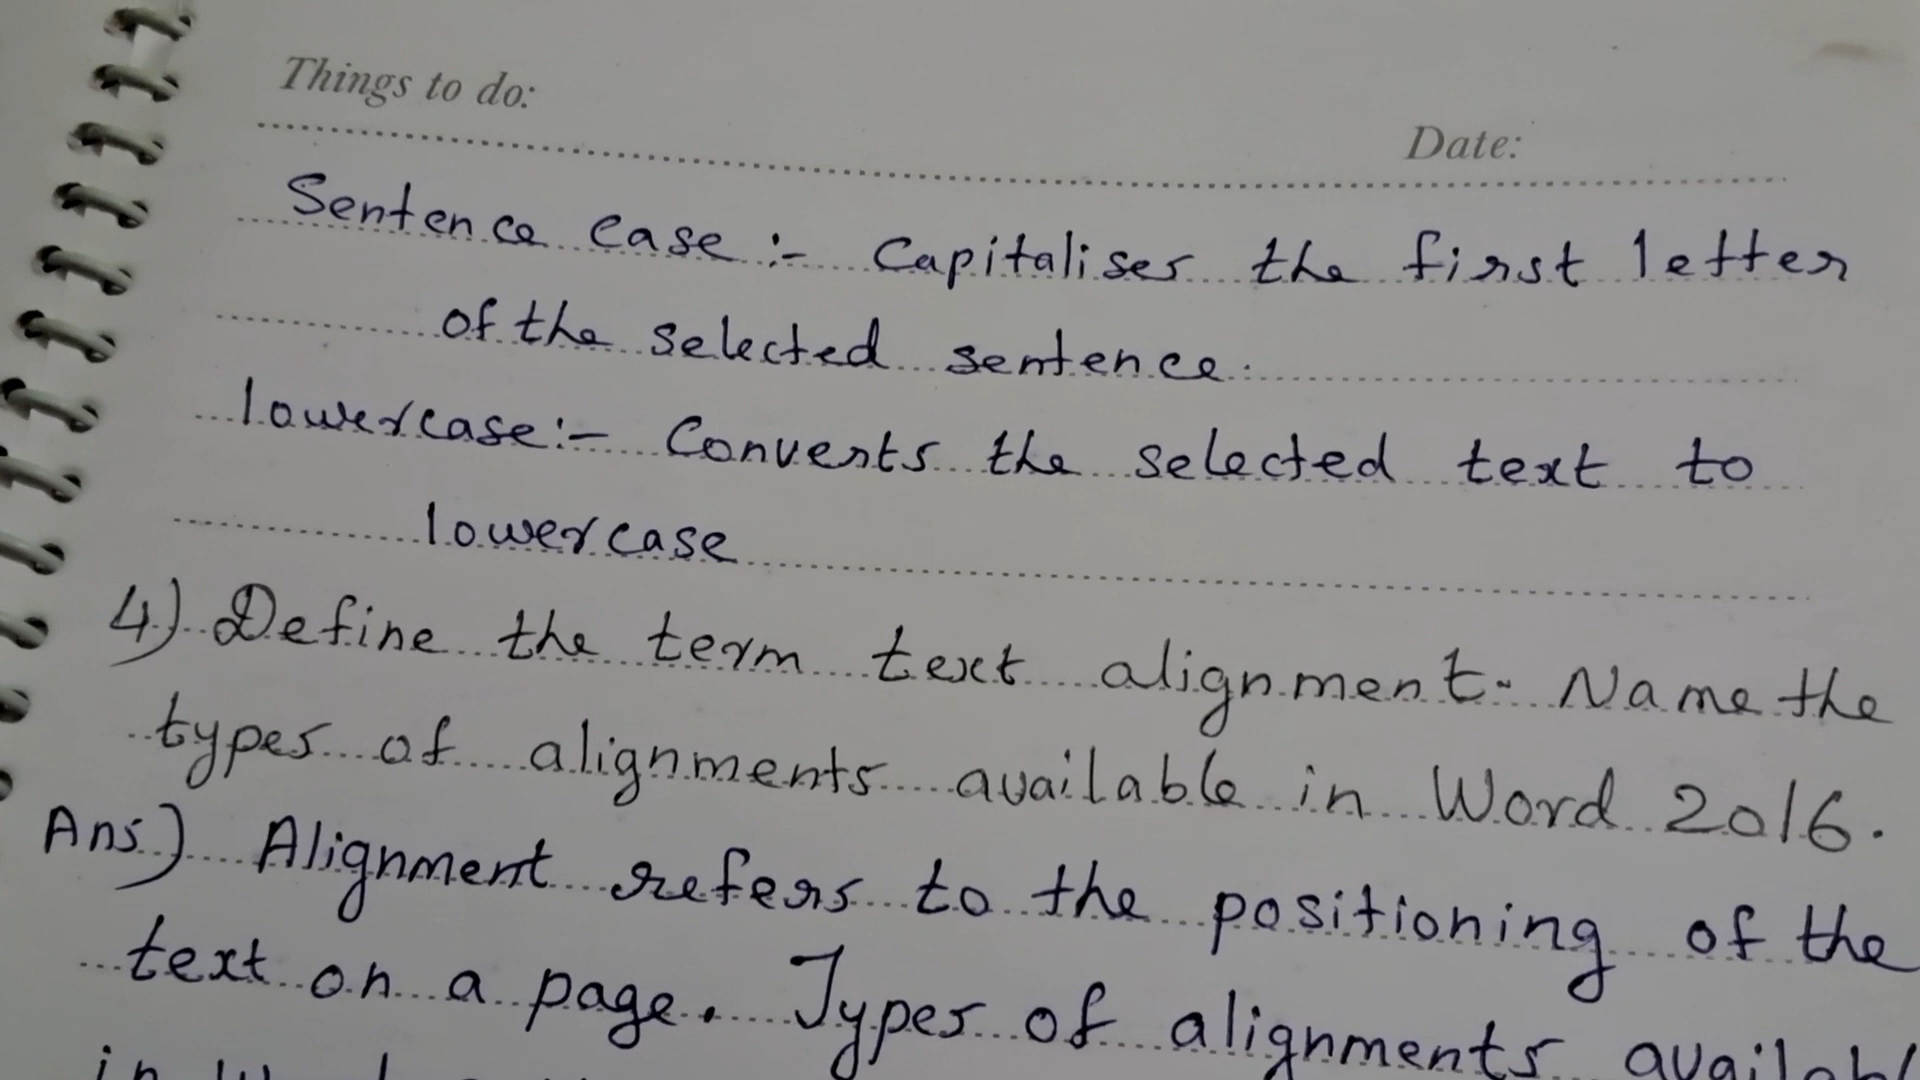 Things to do:
Date:
Sentence case :- Capitalises the first letter
of the selected sentence.
lowercase:- Converts the selected text to
lowercase
4) Define the term text alignment. Name the
types of alignments available in Word 2016.
Ans) Alignment refers to the positioning of the
text on a page. Types of alignments
in